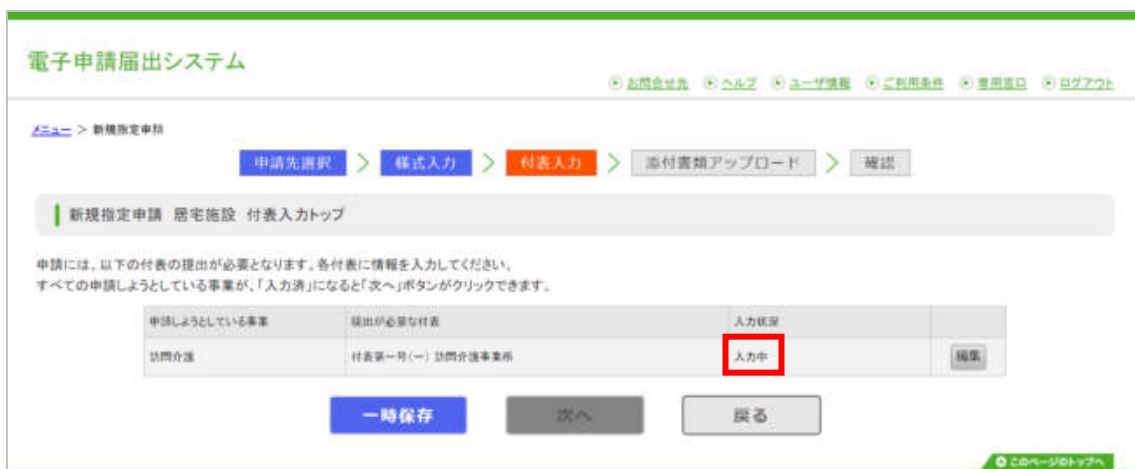 電子申請届出システム
お問合せ先 ヘルプ ユーザ情報 ご利用条件 専用窓口 ログアウト
メニュー > 新規指定申請
申請先選択 > 様式入力 > 付表入力 > 添付書類アップロード > 確認
新規指定申請 居宅施設 付表入力トップ
申請には、以下の付表の提出が必要となります。各付表に情報を入力してください。
すべての申請しようとしている事業が、「入力済」になると「次へ」ボタンがクリックできます。
申請しようとしている事業 提出が必要な付表 入力状況
訪問介護 付表第一号(一) 訪問介護事業所 入力中 編集
一時保存 次へ 戻る
このページのトップへ